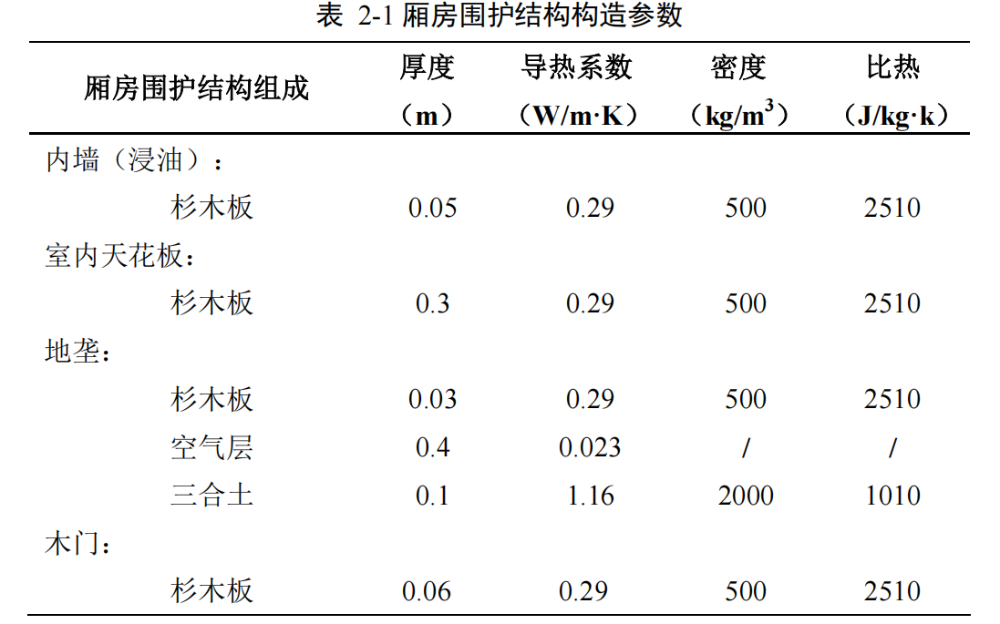 表 2-1 厢房围护结构构造参数
厢房围护结构组成 厚度 导热系数 密度 比热
（m） （W/m·K） （kg/m³） （J/kg·k）
内墙（浸油）：
杉木板 0.05 0.29 500 2510
室内天花板：
杉木板 0.3 0.29 500 2510
地垄：
杉木板 0.03 0.29 500 2510
空气层 0.4 0.023 / /
三合土 0.1 1.16 2000 1010
木门：
杉木板 0.06 0.29 500 2510